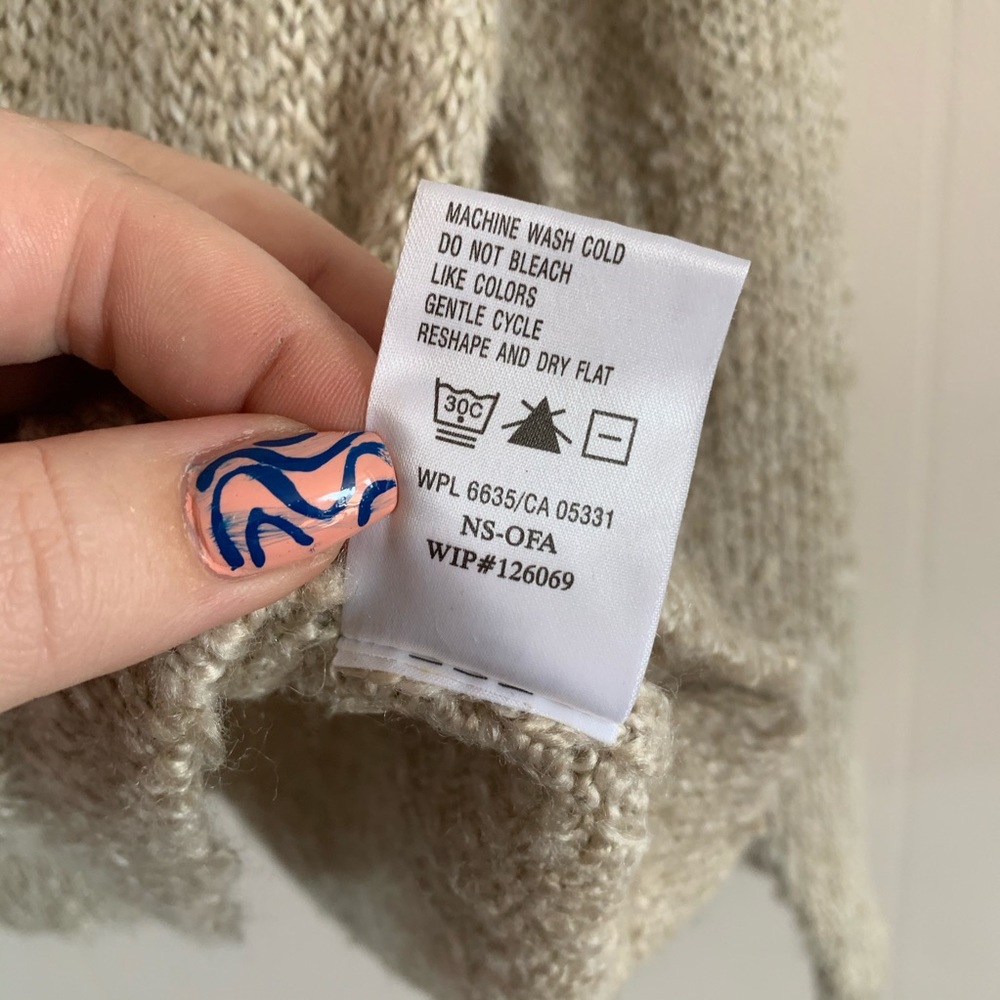 MACHINE WASH COLD
DO NOT BLEACH
LIKE COLORS
GENTLE CYCLE
RESHAPE AND DRY FLAT
30C
WPL 6635/CA 05331
NS-OFA
WIP#126069